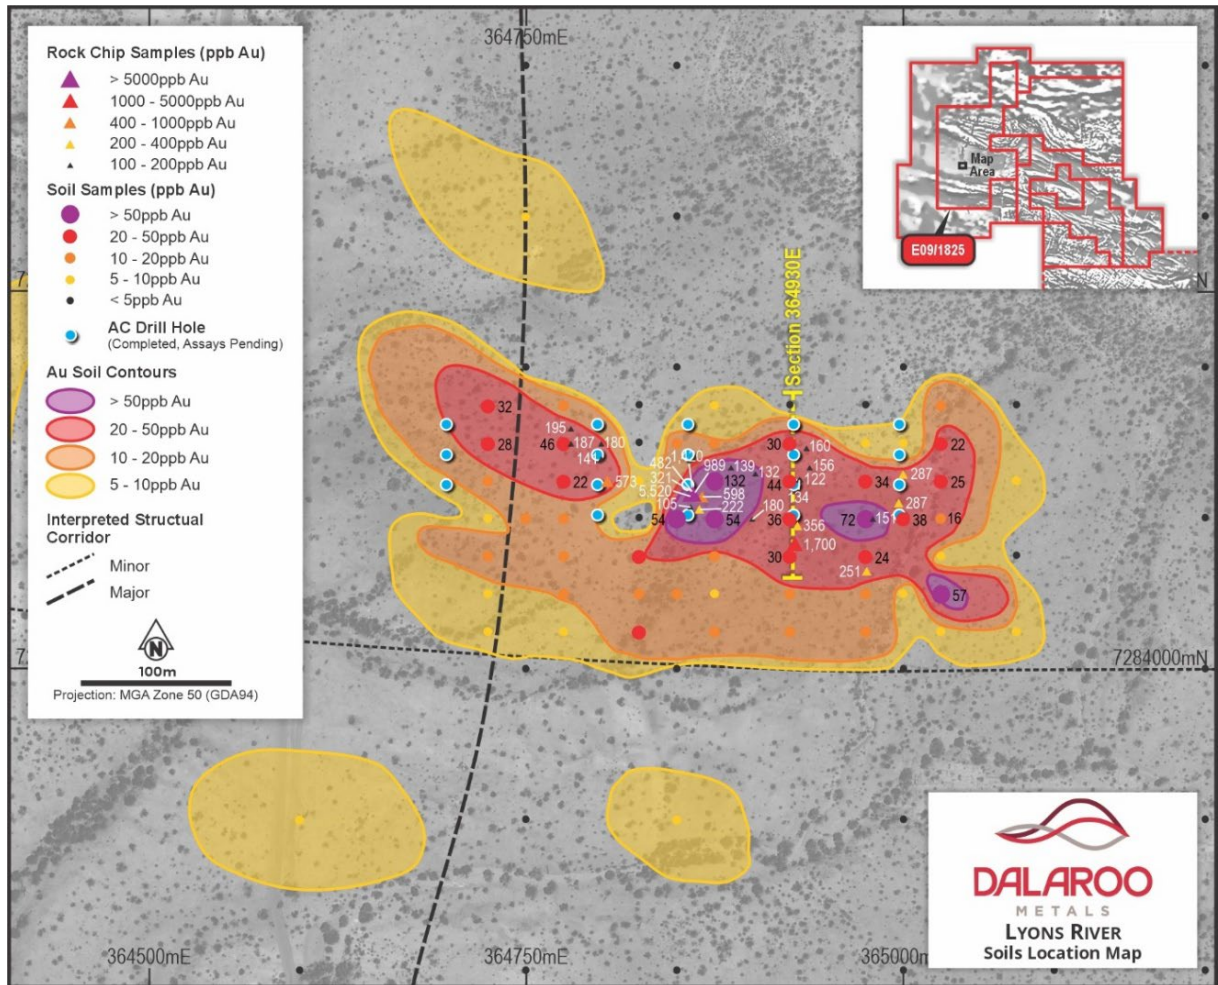 364750mE
Rock Chip Samples (ppb Au)
> 5000ppb Au
1000 - 5000ppb Au
400 - 1000ppb Au
200 - 400ppb Au
100 - 200ppb Au
Soil Samples (ppb Au)
> 50ppb Au
20 - 50ppb Au
10 - 20ppb Au
5 - 10ppb Au
< 5ppb Au
AC Drill Hole
(Completed, Assays Pending)
Au Soil Contours
> 50ppb Au
20 - 50ppb Au
10 - 20ppb Au
5 - 10ppb Au
Interpreted Structual
Corridor
Minor
Major
N
100m
Projection: MGA Zone 50 (GDA94)
Map
Area
E09/1825
N
Section 364930E
32
195
28
46
187
180
141
22
573
482
1,420
321
989
139
132
5,520
132
598
105
222
180
54
54
30
160
156
44
122
134
36
356
1,700
30
34
287
287
72
151
38
24
251
22
25
16
57
7284000mN
364500mE
364750mE
DALAROO
METALS
LYONS RIVER
Soils Location Map